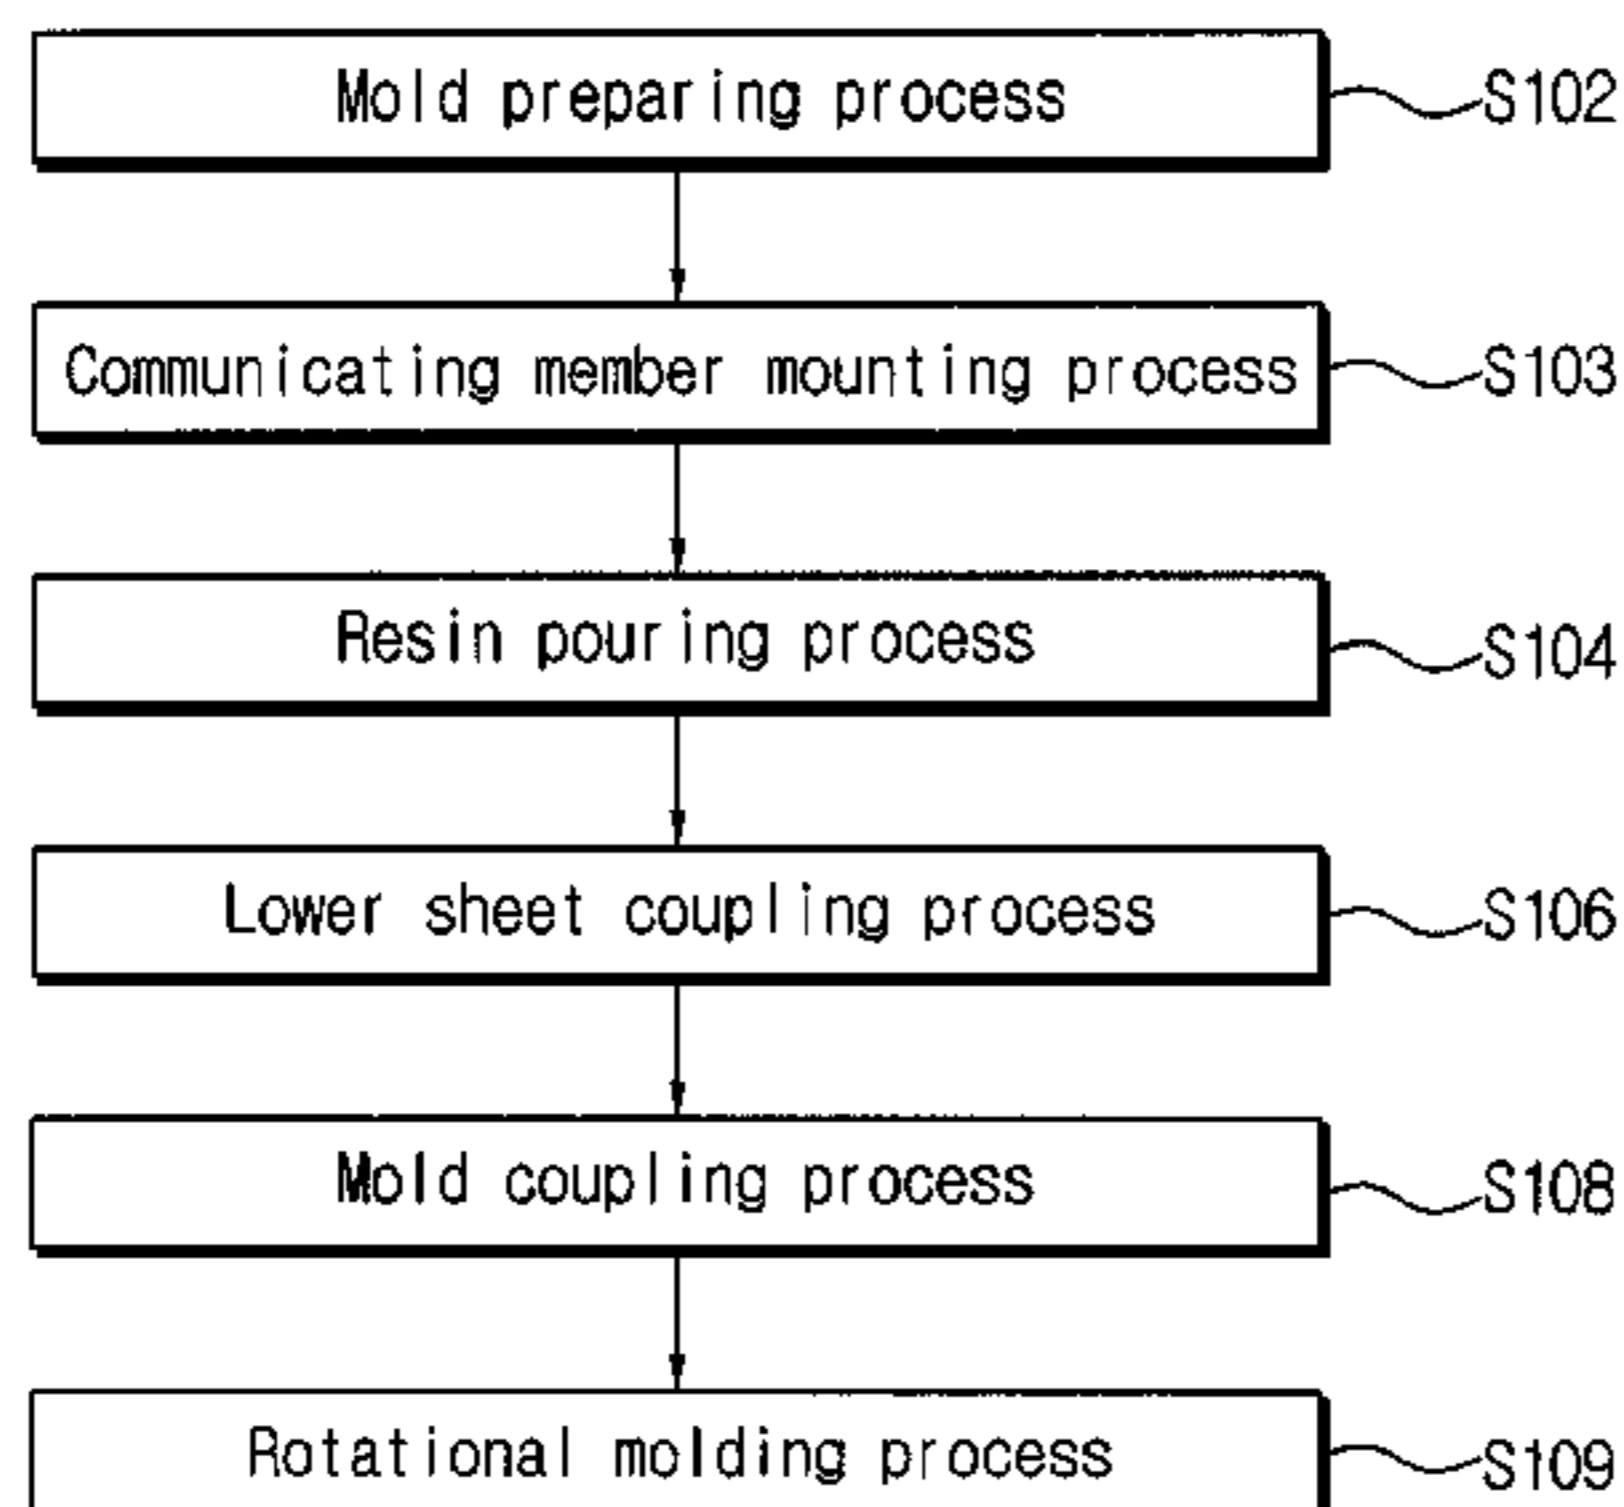 Mold preparing process S102
Communicating member mounting process S103
Resin pouring process S104
Lower sheet coupling process S106
Mold coupling process S108
Rotational molding process S109